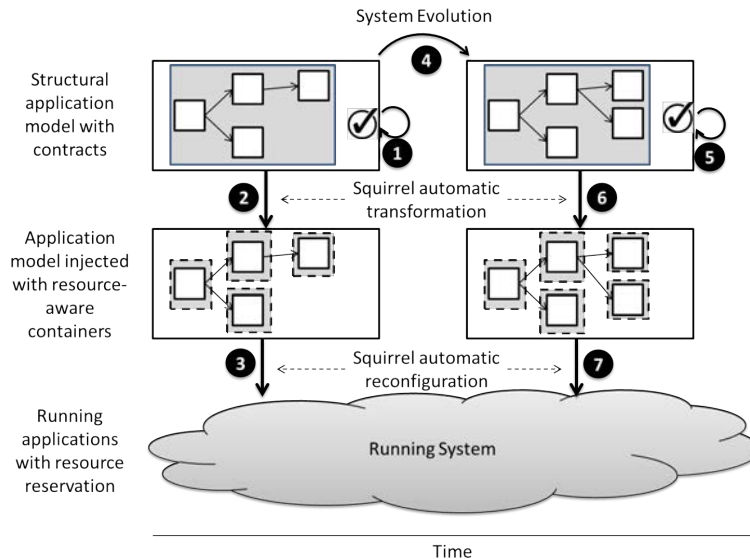 System Evolution
4
Structural
application
model with
contracts
1
5
2
Squirrel automatic
transformation
6
Application
model injected
with resource-
aware
containers
3
Squirrel automatic
reconfiguration
7
Running
applications
with resource
reservation
Running System
Time